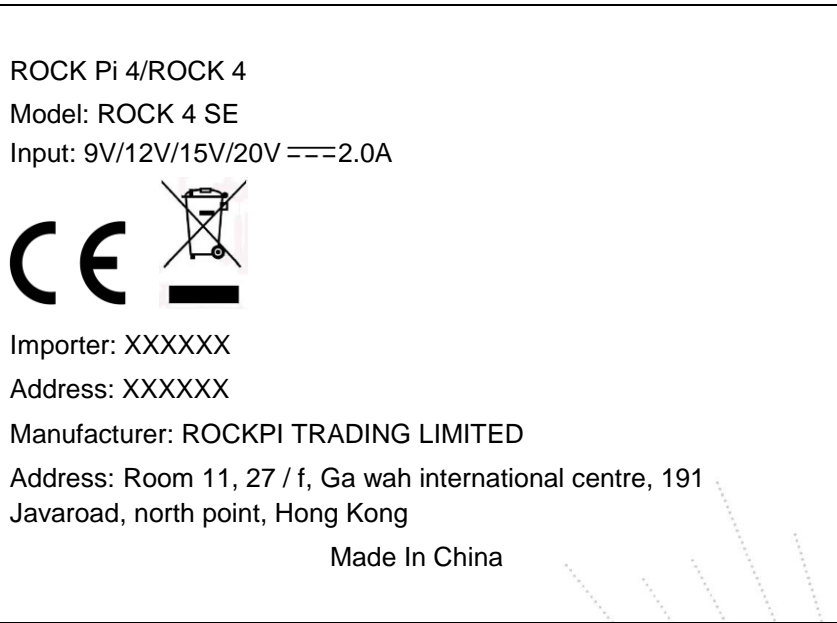 ROCK Pi 4/ROCK 4
Model: ROCK 4 SE
Input: 9V/12V/15V/20V ⎓2.0A
CE
Importer: XXXXXX
Address: XXXXXX
Manufacturer: ROCKPI TRADING LIMITED
Address: Room 11, 27 / f, Ga wah international centre, 191
Javaroad, north point, Hong Kong
Made In China